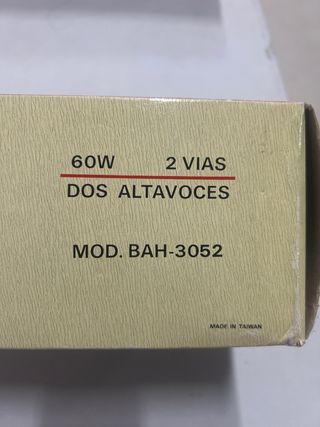 60W 2 VIAS
DOS ALTAVOCES
MOD. BAH-3052
MADE IN TAIWAN